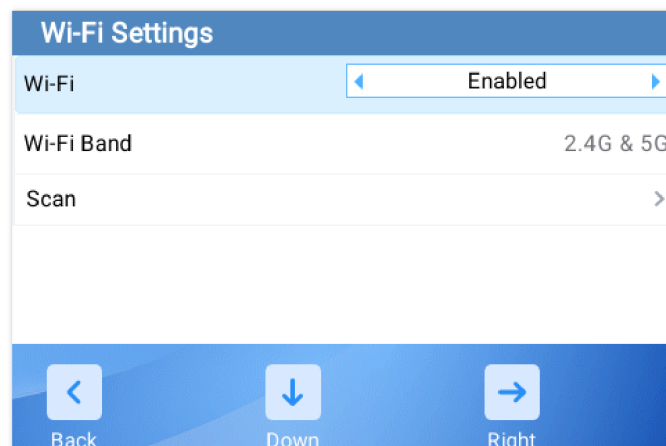 Wi-Fi Settings
Wi-Fi Enabled
Wi-Fi Band 2.4G & 5G
Scan
Back Down Right